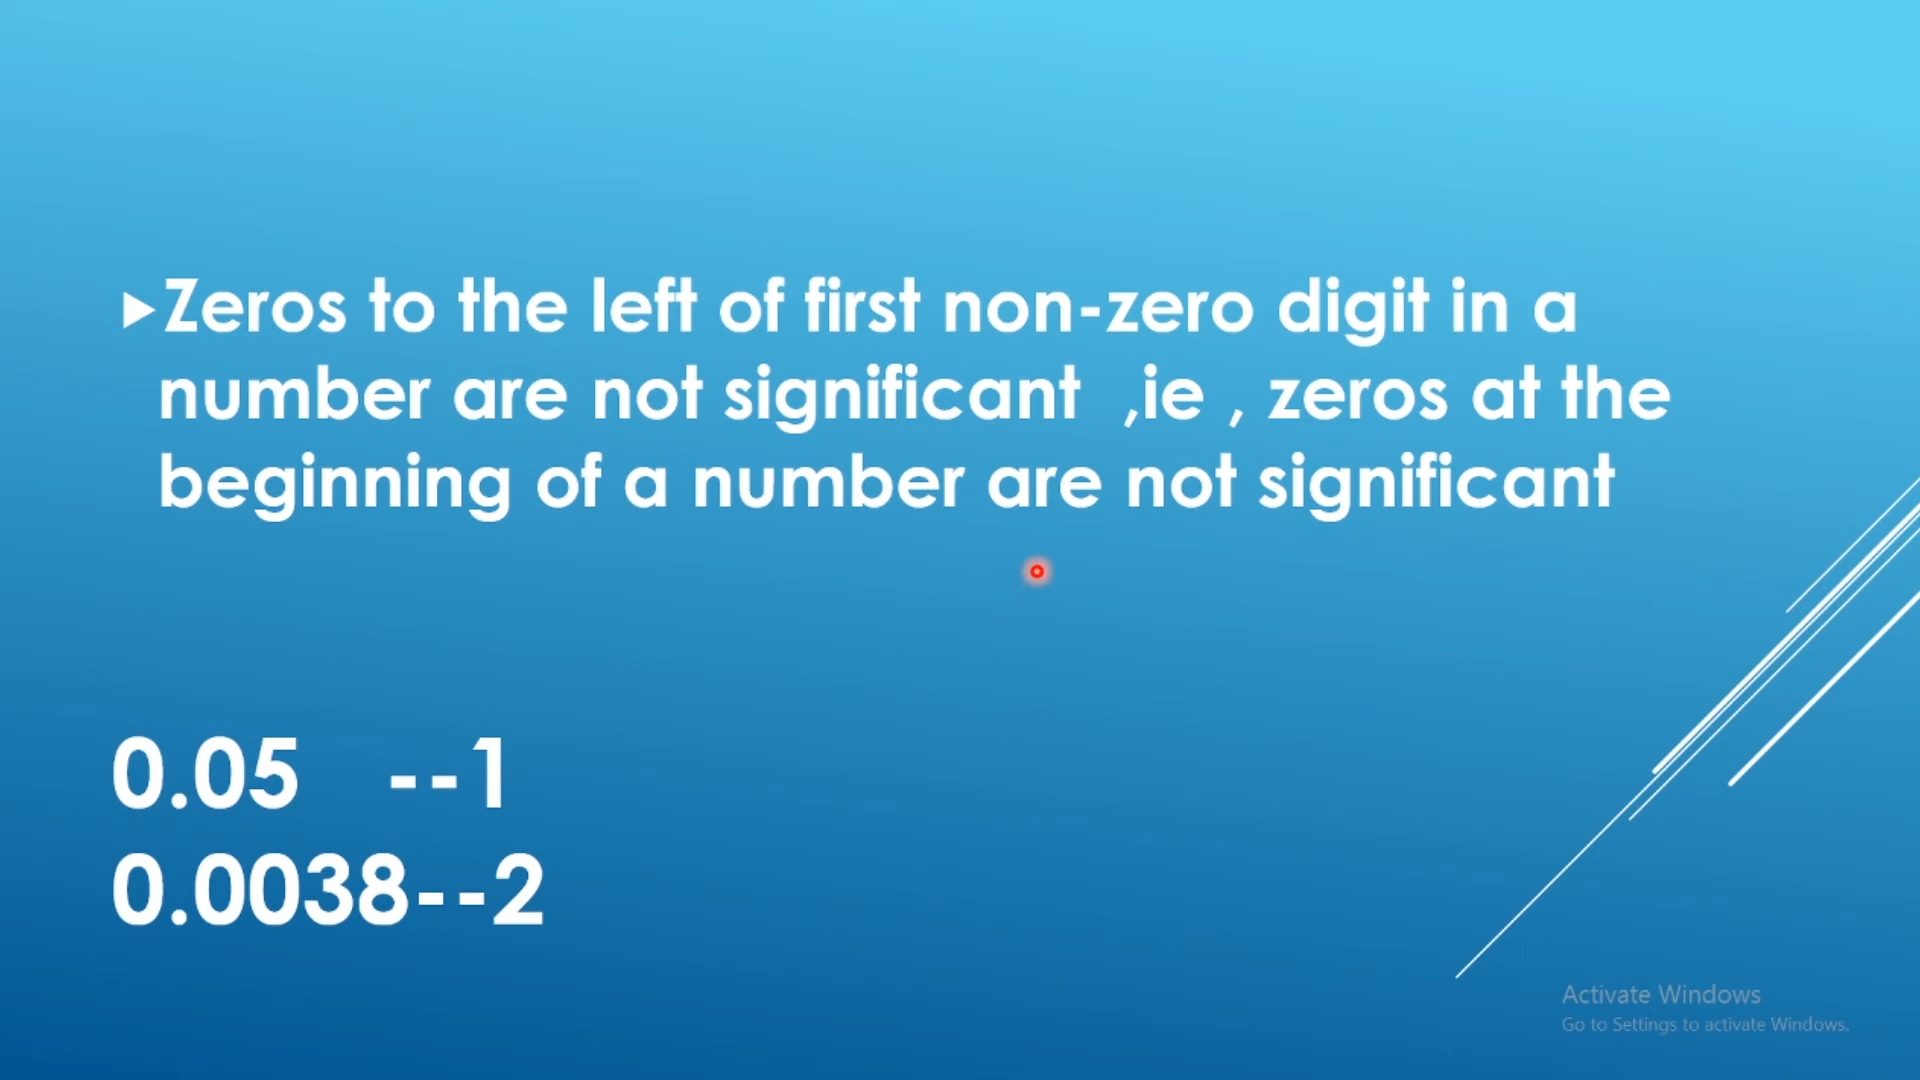 Zeros to the left of first non-zero digit in a
number are not significant ,ie , zeros at the
beginning of a number are not significant
0.05 --1
0.0038--2
Activate Windows
Go to Settings to activate Windows.